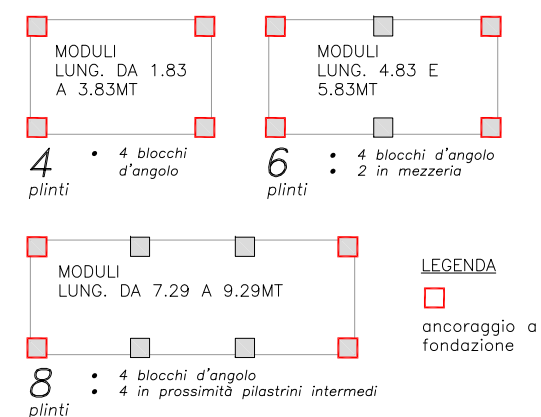 MODULI
LUNG. DA 1.83
A 3.83MT
4
plinti
• 4 blocchi
d'angolo
MODULI
LUNG. 4.83 E
5.83MT
6
plinti
• 4 blocchi d'angolo
• 2 in mezzeria
MODULI
LUNG. DA 7.29 A 9.29MT
8
plinti
• 4 blocchi d'angolo
• 4 in prossimità pilastrini intermedi
LEGENDA
ancoraggio a
fondazione